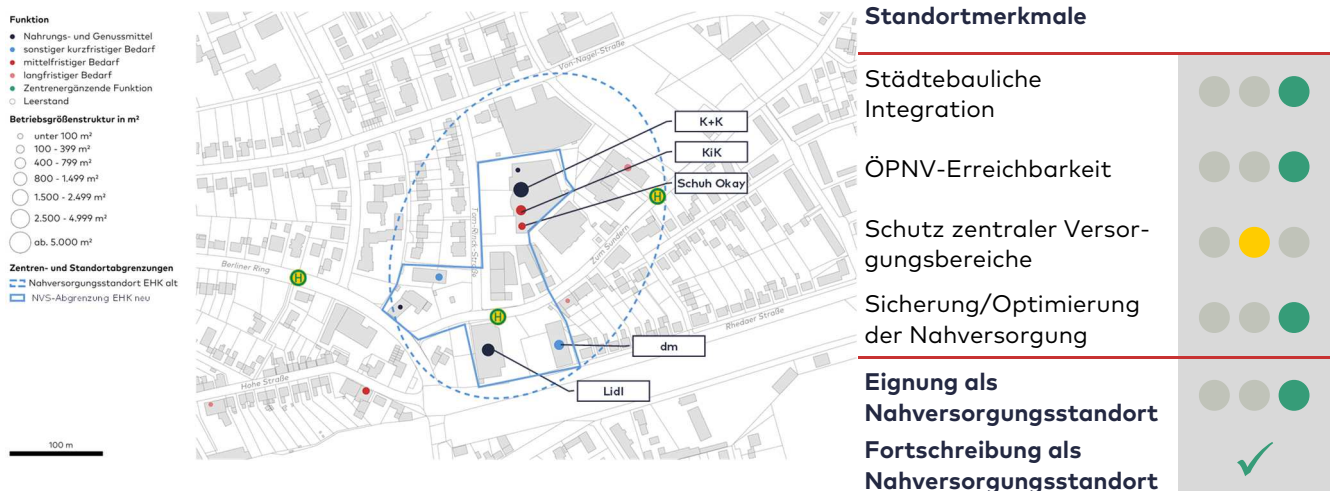 Funktion
Nahrungs- und Genussmittel
sonstiger kurzfristiger Bedarf
mittelfristiger Bedarf
langfristiger Bedarf
Zentrenergänzende Funktion
Leerstand
Betriebsgrößenstruktur in m²
unter 100 m²
100 - 399 m²
400 - 799 m²
800 - 1.499 m²
1.500 - 2.499 m²
2.500 - 4.999 m²
ab. 5.000 m²
Zentren- und Standortabgrenzungen
Nahversorgungsstandort EHK alt
NVS-Abgrenzung EHK neu
100 m
Von-Nagel-Straße
K+K
KiK
Schuh Okay
H
Tom-Rinck-Straße
Zum Sundern
Berliner Ring
H
H
Rhedaer Straße
dm
Lidl
Hohe Straße
Standortmerkmale
Städtebauliche
Integration
ÖPNV-Erreichbarkeit
Schutz zentraler Versor-
gungsbereiche
Sicherung/Optimierung
der Nahversorgung
Eignung als
Nahversorgungsstandort
Fortschreibung als
Nahversorgungsstandort